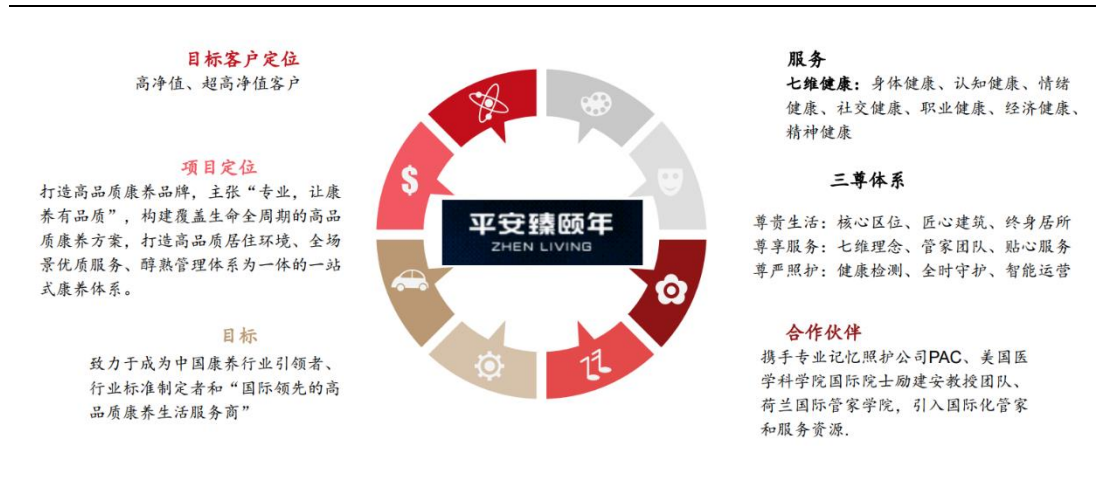 目标客户定位
高净值、超高净值客户
项目定位
打造高品质康养品牌，主张“专业，让康
养有品质”，构建覆盖生命全周期的高品
质康养方案，打造高品质居住环境、全场
景优质服务、醇熟管理体系为一体的一站
式康养体系。
目标
致力于成为中国康养行业引领者、
行业标准制定者和“国际领先的高
品质康养生活服务商”
$
平安臻颐年
ZHEN LIVING
服务
七维健康：身体健康、认知健康、情绪
健康、社交健康、职业健康、经济健康、
精神健康
三尊体系
尊贵生活：核心区位、匠心建筑、终身居所
尊享服务：七维理念、管家团队、贴心服务
尊严照护：健康检测、全时守护、智能运营
合作伙伴
携手专业记忆照护公司PAC、美国医
学科学院国际院士励建安教授团队、
荷兰国际管家学院，引入国际化管家
和服务资源.